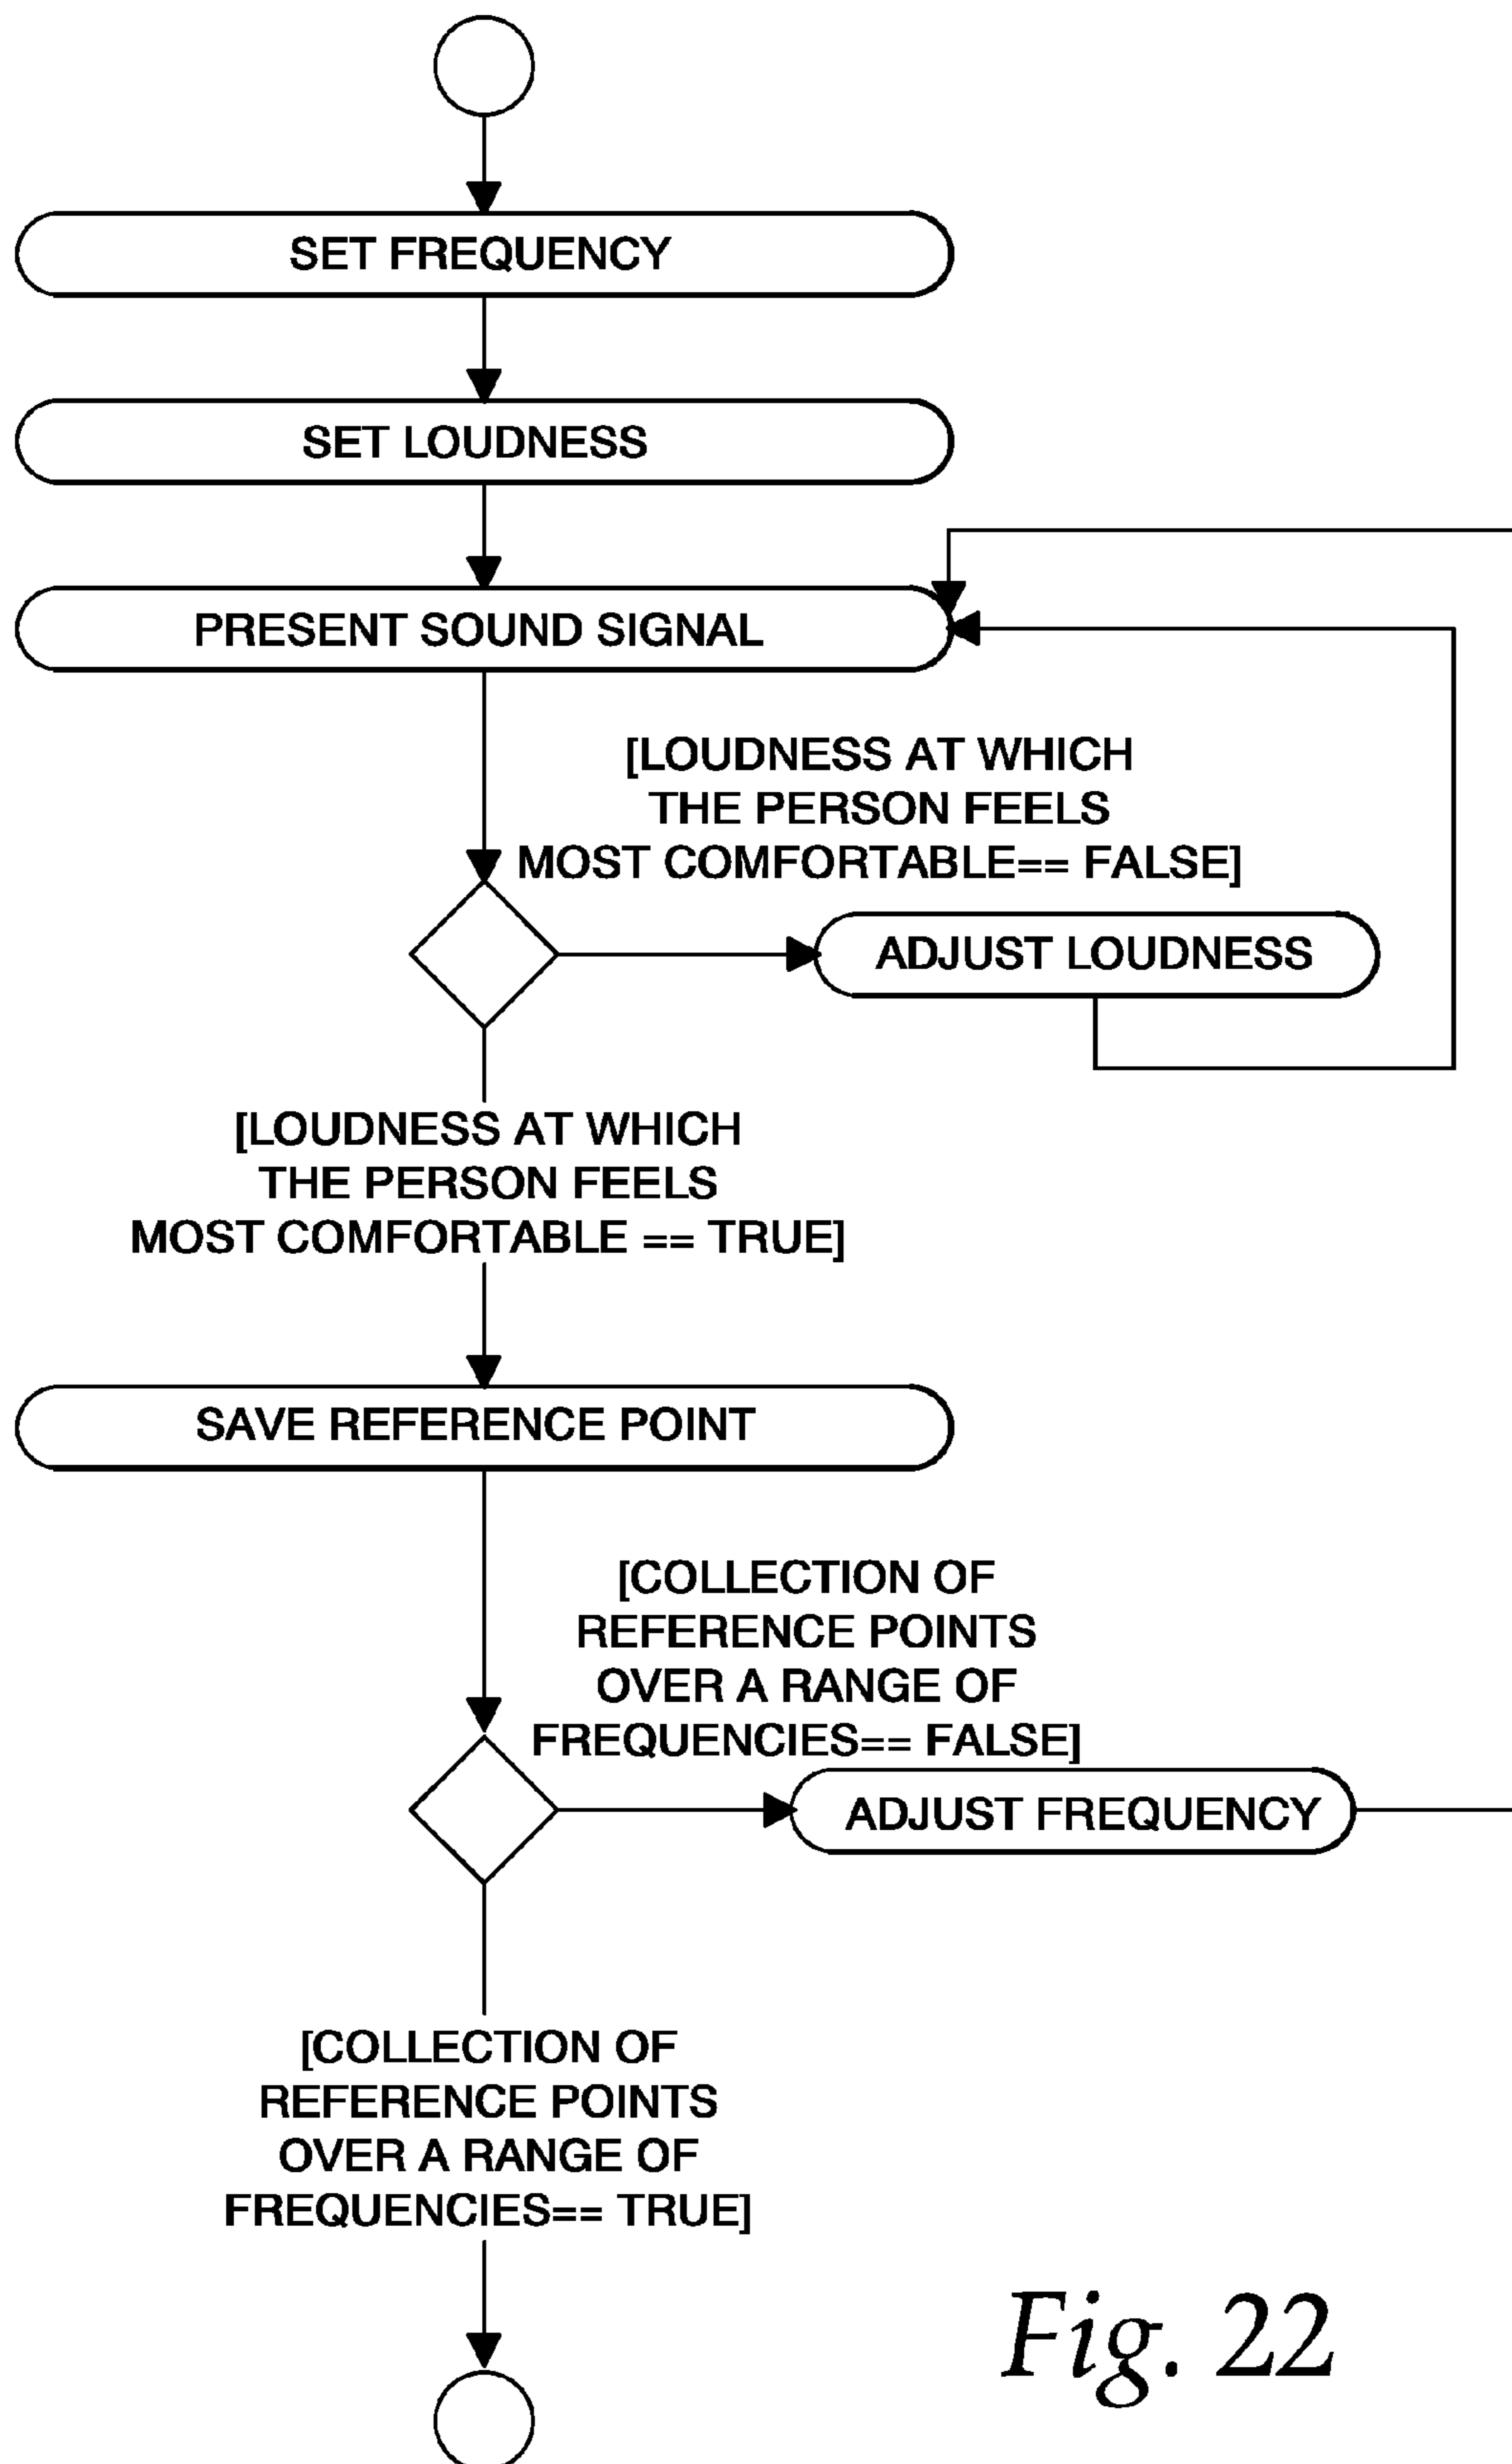 SET FREQUENCY
SET LOUDNESS
PRESENT SOUND SIGNAL
[LOUDNESS AT WHICH
THE PERSON FEELS
MOST COMFORTABLE== FALSE]
ADJUST LOUDNESS
[LOUDNESS AT WHICH
THE PERSON FEELS
MOST COMFORTABLE == TRUE]
SAVE REFERENCE POINT
[COLLECTION OF
REFERENCE POINTS
OVER A RANGE OF
FREQUENCIES== FALSE]
ADJUST FREQUENCY
[COLLECTION OF
REFERENCE POINTS
OVER A RANGE OF
FREQUENCIES== TRUE]
Fig. 22